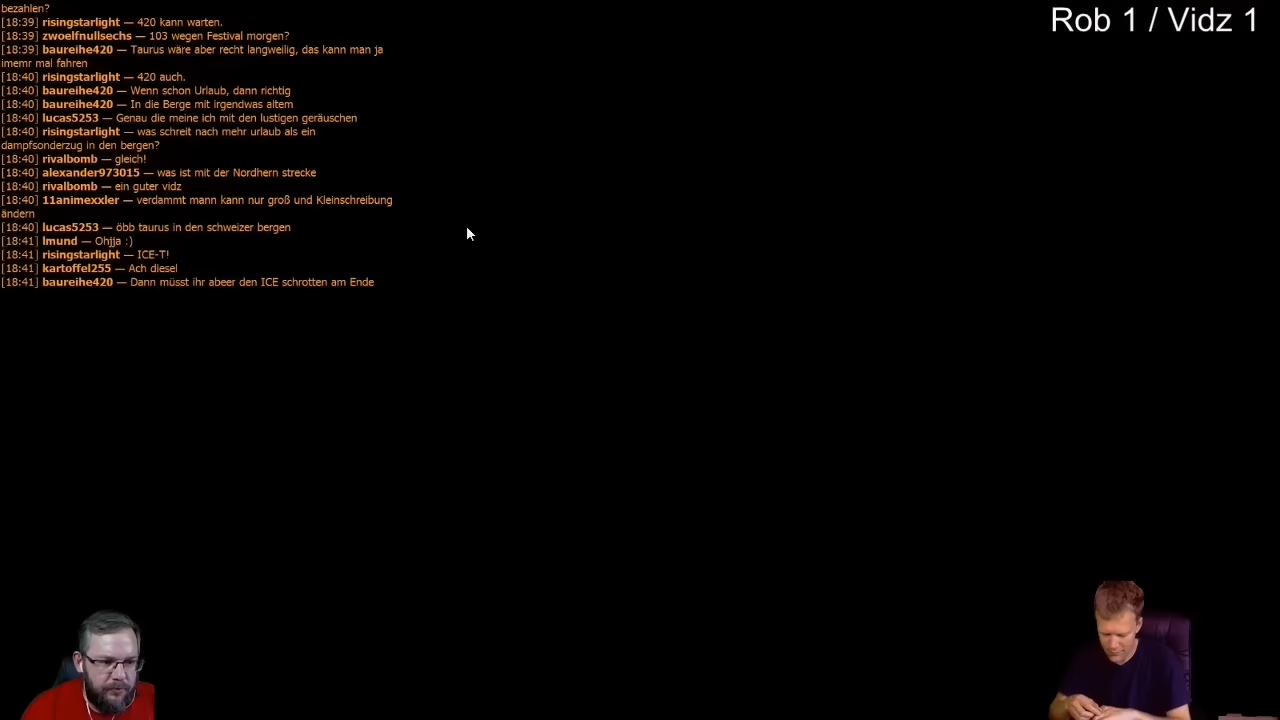 bezahlen?
[18:39] risingstarlight — 420 kann warten.
[18:39] zwoelfnullsechs — 103 wegen Festival morgen?
[18:39] baureihe420 — Taurus wäre aber recht langweilig, das kann man ja
imemr mal fahren
[18:40] risingstarlight — 420 auch.
[18:40] baureihe420 — Wenn schon Urlaub, dann richtig
[18:40] baureihe420 — In die Berge mit irgendwas altem
[18:40] lucas5253 — Genau die meine ich mit den lustigen geräuschen
[18:40] risingstarlight — was schreit nach mehr urlaub als ein
dampfsonderzug in den bergen?
[18:40] rivalbomb — gleich!
[18:40] alexander973015 — was ist mit der Nordhern strecke
[18:40] rivalbomb — ein guter vidz
[18:40] 11animexxler — verdammt mann kann nur groß und Kleinschreibung
ändern
[18:40] lucas5253 — öbb taurus in den schweizer bergen
[18:41] lmund — Ohjja :)
[18:41] risingstarlight — ICE-T!
[18:41] kartoffel255 — Ach diesel
[18:41] baureihe420 — Dann müsst ihr abeer den ICE schrotten am Ende
Rob 1 / Vidz 1